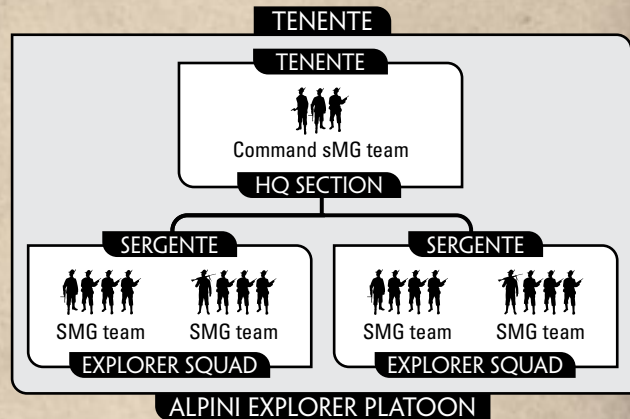 TENENTE
TENENTE
Command sMG team
HQ SECTION
SERGENTE
SMG team SMG team
EXPLORER SQUAD
SERGENTE
SMG team SMG team
EXPLORER SQUAD
ALPINI EXPLORER PLATOON